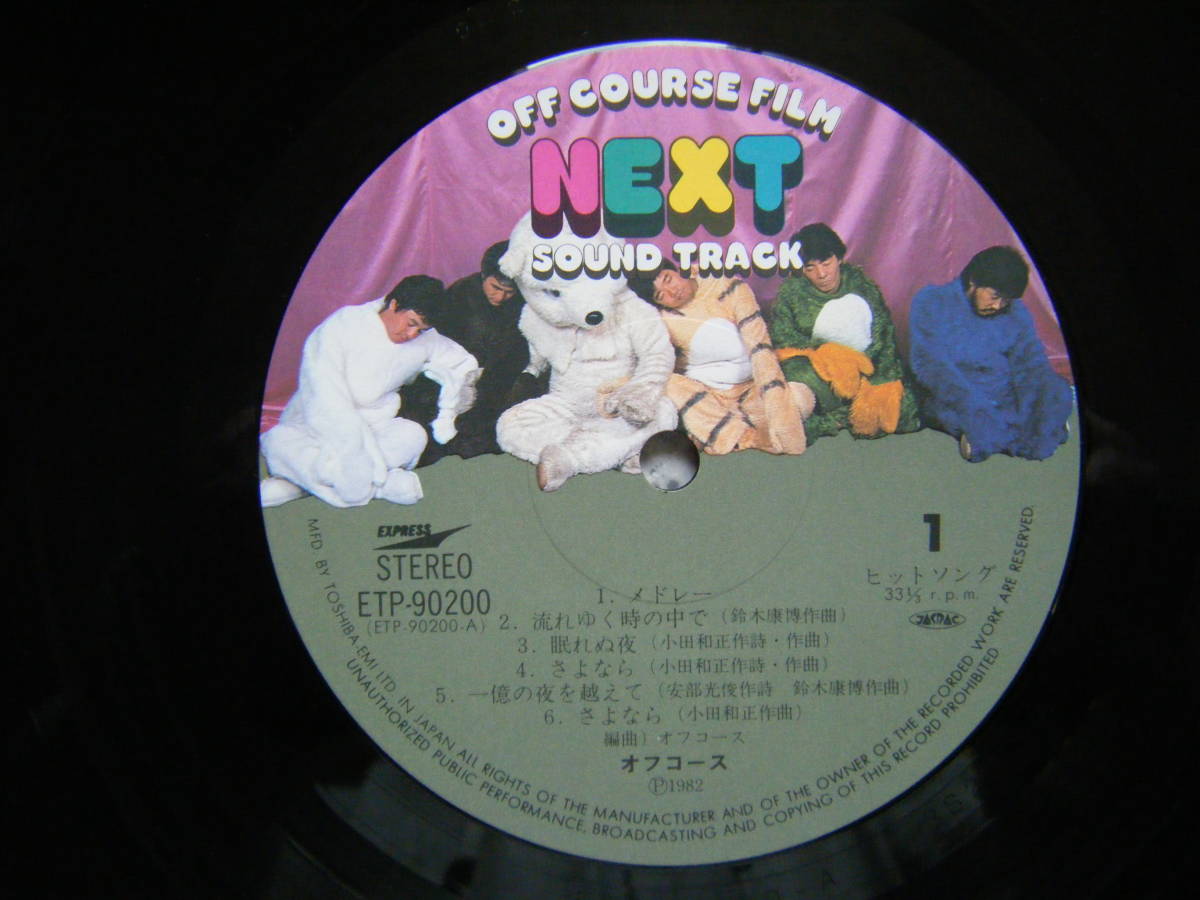 OFF COURSE FILM
NEXT
SOUND TRACK
EXPRESS
STEREO
ETP-90200
(ETP-90200-A)
1
ヒットソング
33⅓ r.p.m.
JASRAC
1. メドレー
2. 流れゆく時の中で (鈴木康博作曲)
3. 眠れぬ夜 (小田和正作詩・作曲)
4. さよなら (小田和正作詩・作曲)
5. 一億の夜を越えて (安部光俊作詩 鈴木康博作曲)
6. さよなら (小田和正作曲)
編曲) オフコース
オフコース
Ⓟ1982
MFD. BY TOSHIBA-EMI LTD. IN JAPAN ALL RIGHTS OF THE MANUFACTURER AND OF THE OWNER OF THE RECORDED WORK ARE RESERVED.
UNAUTHORIZED PUBLIC PERFORMANCE, BROADCASTING AND COPYING OF THIS RECORD PROHIBITED